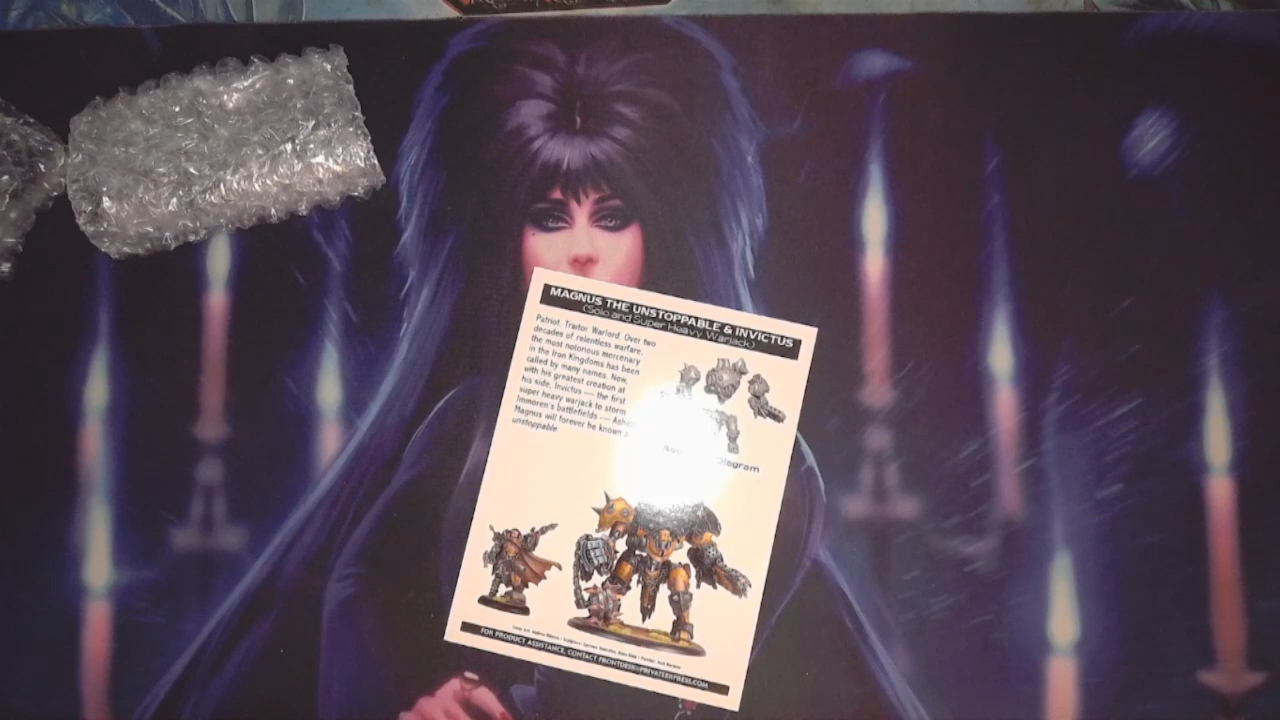 MAGNUS THE UNSTOPPABLE & INVICTUS
(Solo and Super Heavy Warjack)
Patriot. Traitor. Warlord. Over two
decades of relentless warfare,
the most notorious mercenary
in the Iron Kingdoms has been
called by many names. Now,
with his greatest creation at
his side, Invictus — the first
super heavy warjack to storm
Immoren's battlefields —
Magnus will forever be known
unstoppable.
Diagram
FOR PRODUCT ASSISTANCE, CONTACT FRONTDESK@PRIVATEERPRESS.COM